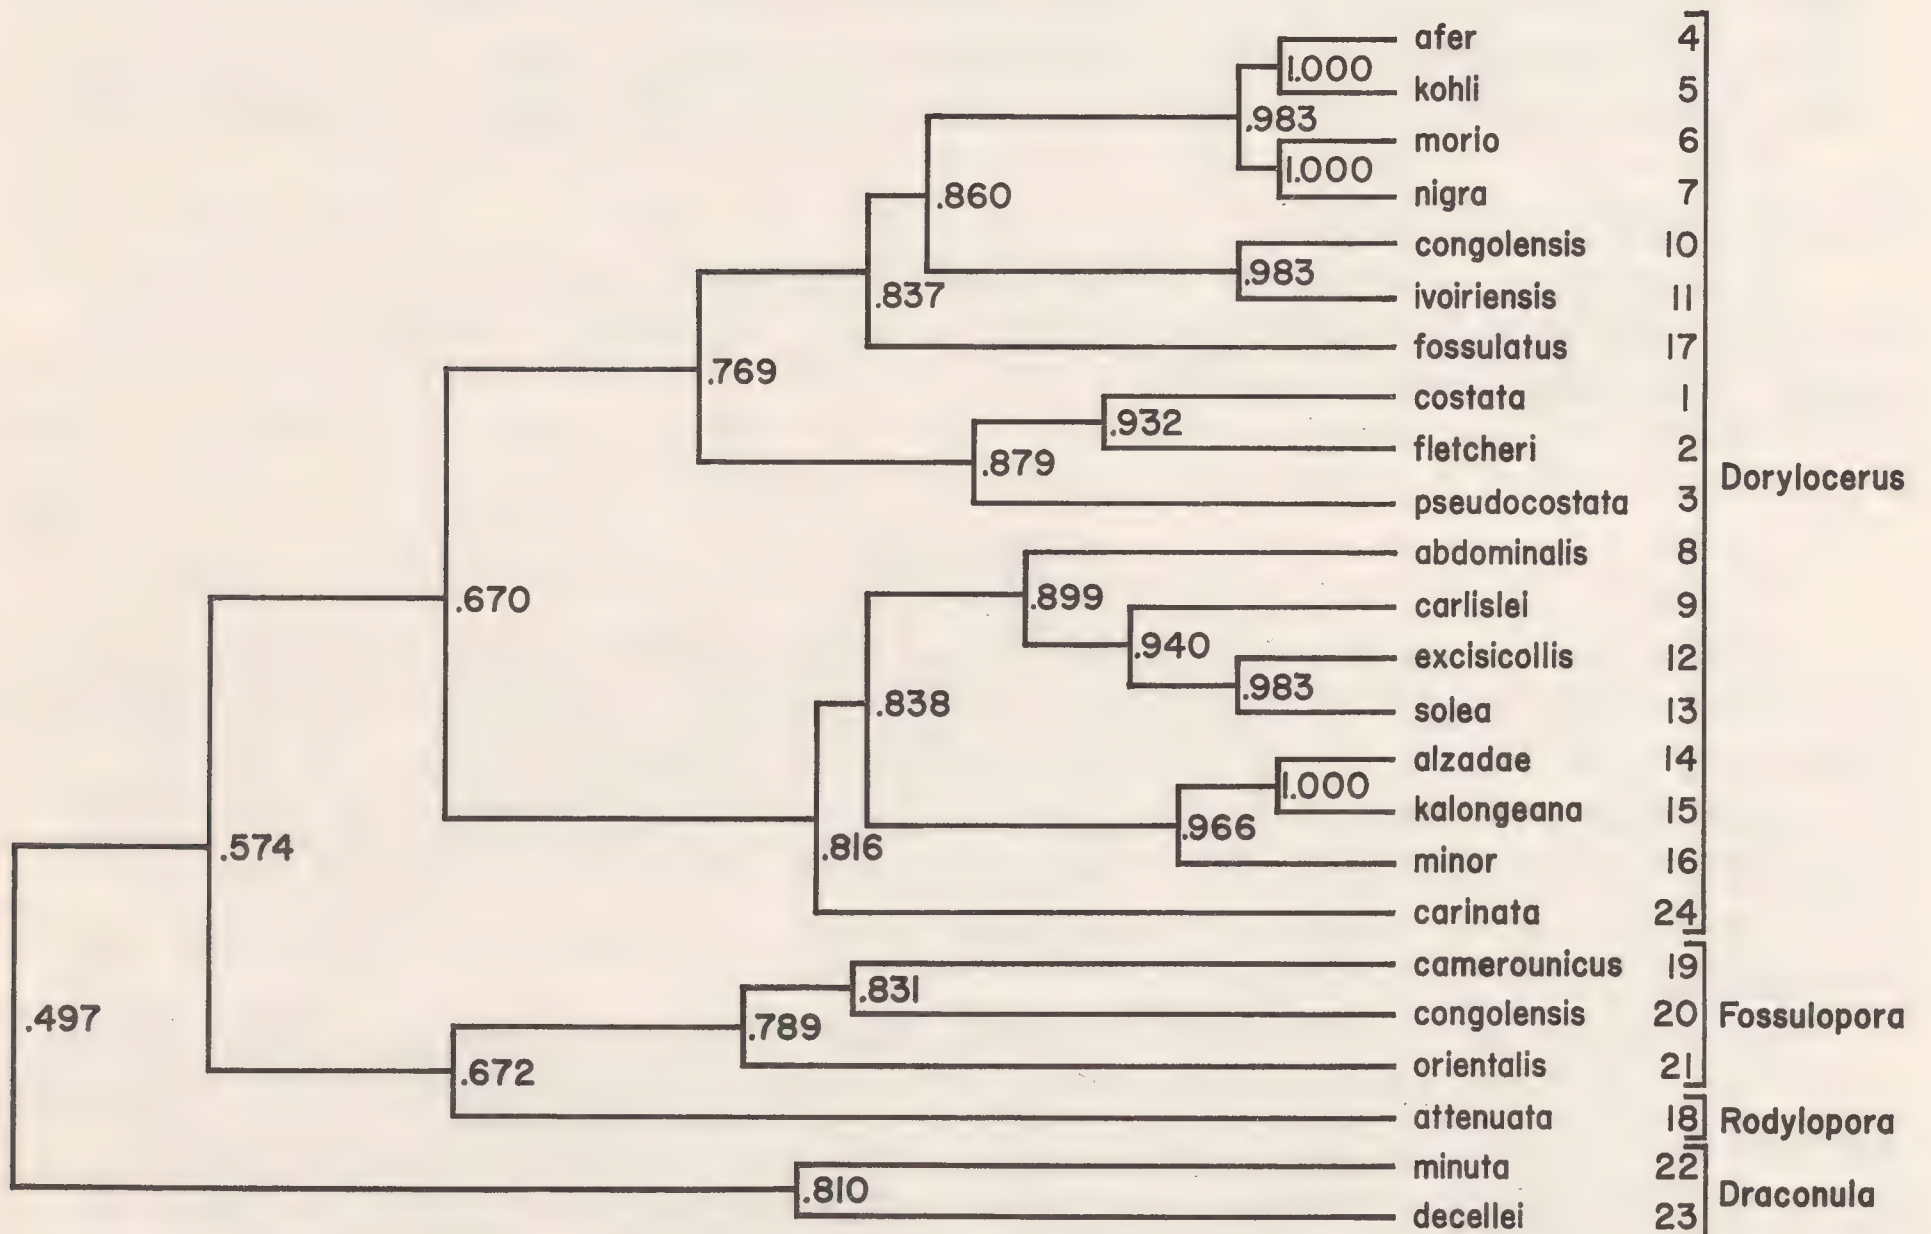 afer 4
1.000
kohli 5
.983
morio 6
1.000
nigra 7
.860
congolensis 10
.983
ivoiriensis 11
.837
fossulatus 17
.769
costata 1
.932
fletcheri 2
.879
Dorylocerus
pseudocostata 3
abdominalis 8
.899
.670
carlislei 9
.940
excisicollis 12
.983
.838
solea 13
alzadae 14
1.000
kalongeana 15
.966
.816
.574
minor 16
carinata 24
camerounicus 19
.831
congolensis 20
Fossulopora
.497
.789
orientalis 21
.672
attenuata 18
Rodylopora
minuta 22
.810
Draconula
decellei 23